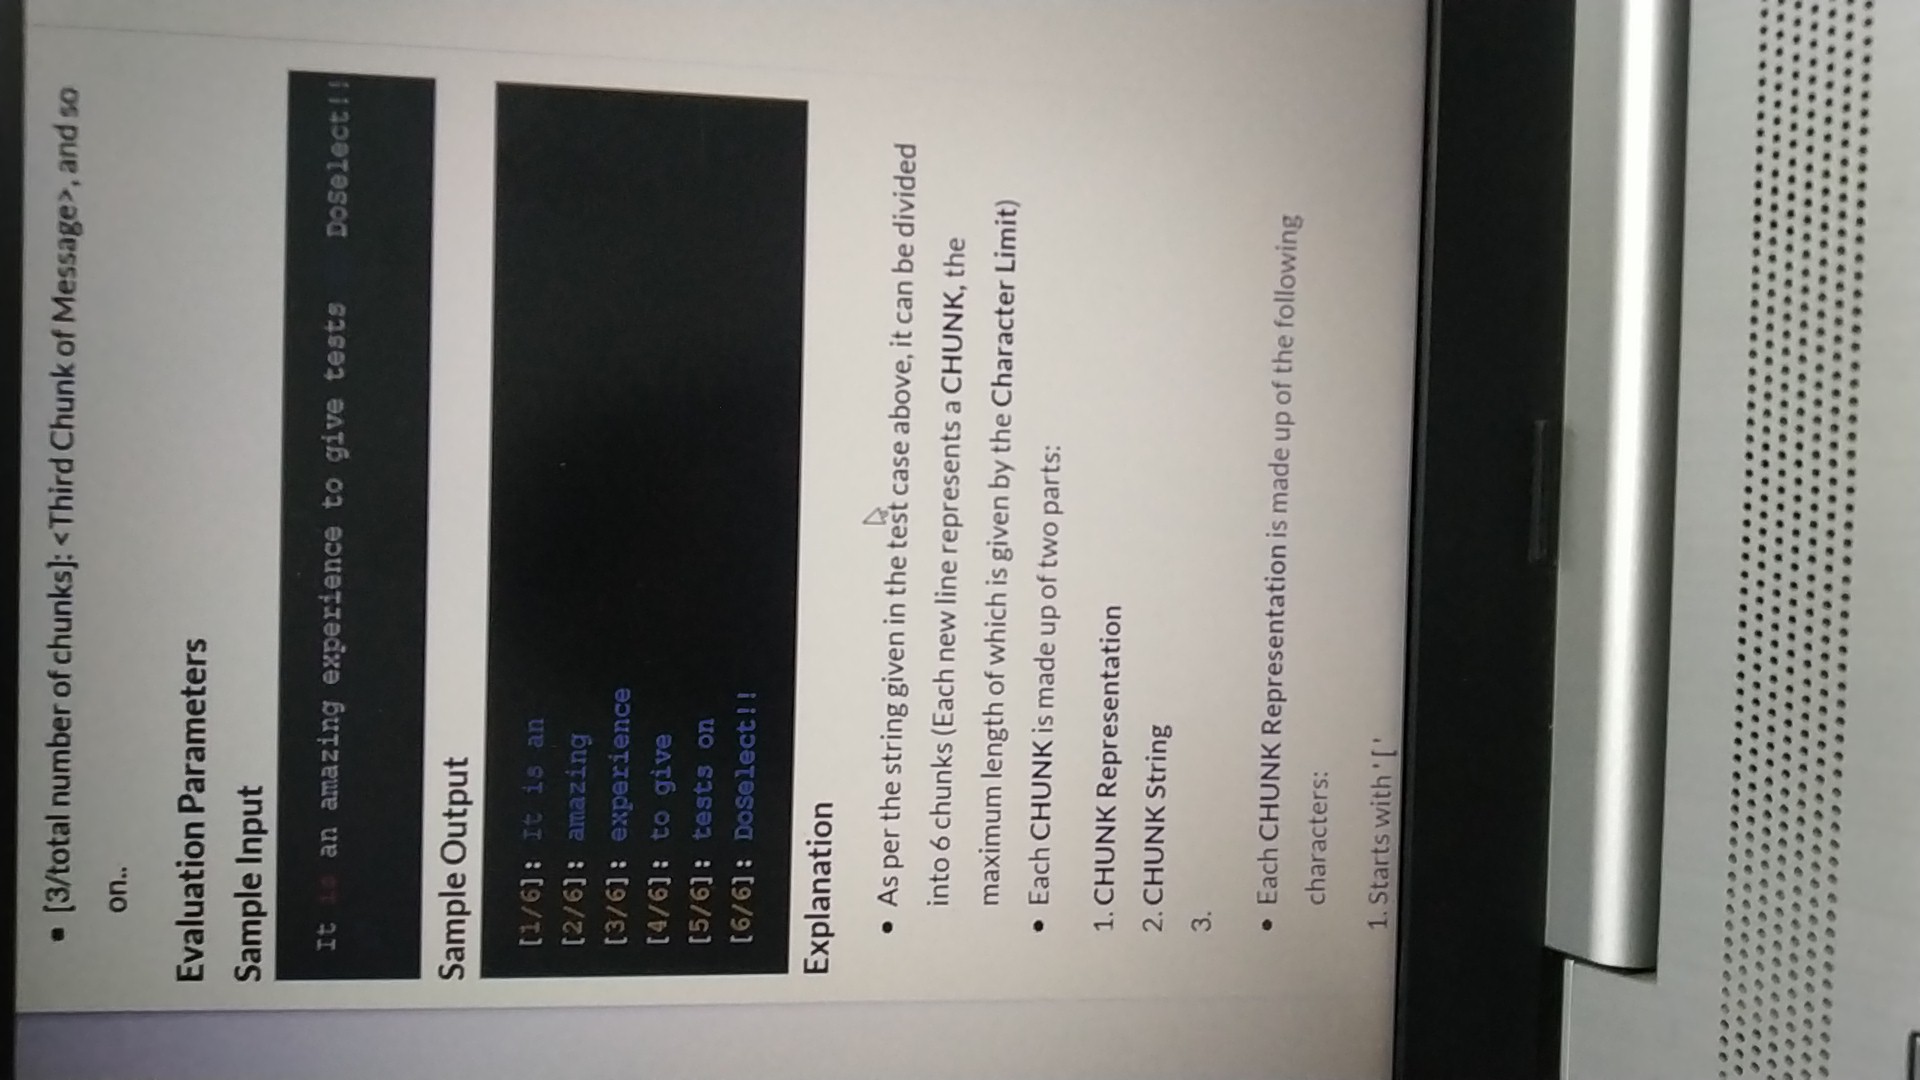 • [3/total number of chunks]: <Third Chunk of Message>, and so
on..
Evaluation Parameters
Sample Input
It is an amazing experience to give tests DoSelect!!
Sample Output
[1/6]: It is an
[2/6]: amazing
[3/6]: experience
[4/6]: to give
[5/6]: tests on
[6/6]: DoSelect!!
Explanation
• As per the string given in the test case above, it can be divided
into 6 chunks (Each new line represents a CHUNK, the
maximum length of which is given by the Character Limit)
• Each CHUNK is made up of two parts:
1. CHUNK Representation
2. CHUNK String
3.
• Each CHUNK Representation is made up of the following
characters:
1. Starts with '['